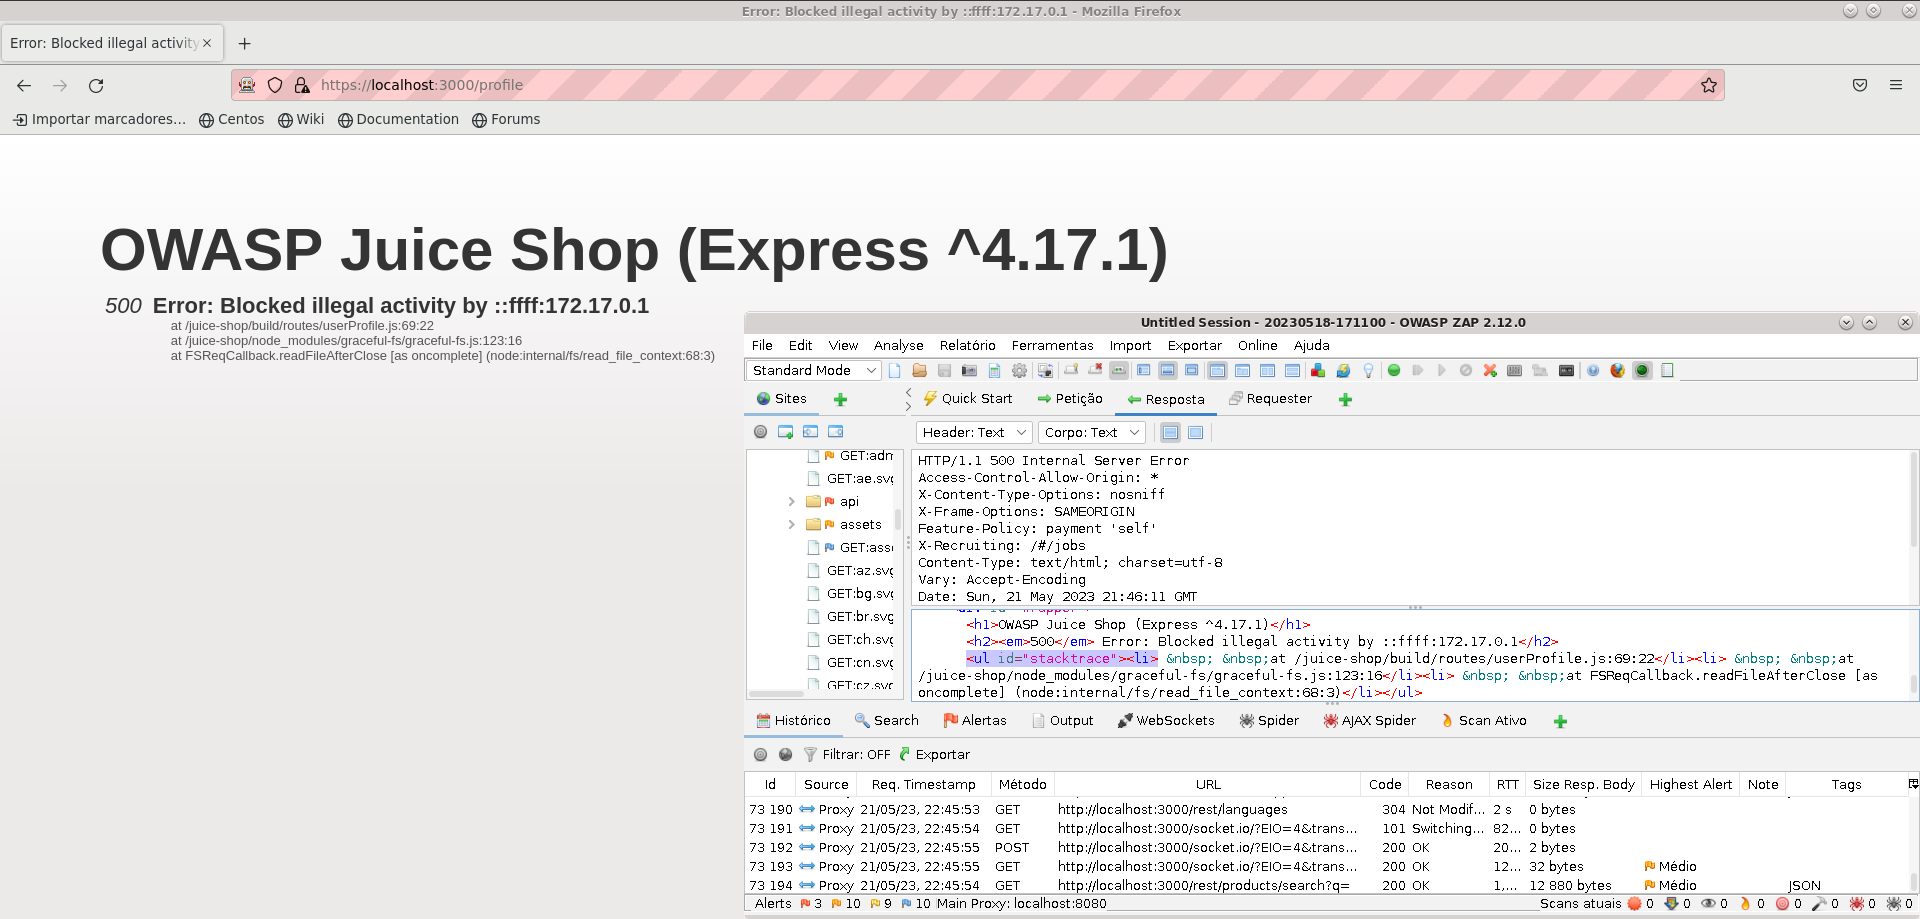 Error: Blocked illegal activity by ::ffff:172.17.0.1 - Mozilla Firefox
Error: Blocked illegal activity
https://localhost:3000/profile
Importar marcadores… Centos Wiki Documentation Forums
OWASP Juice Shop (Express ^4.17.1)
500 Error: Blocked illegal activity by ::ffff:172.17.0.1
at /juice-shop/build/routes/userProfile.js:69:22
at /juice-shop/node_modules/graceful-fs/graceful-fs.js:123:16
at FSReqCallback.readFileAfterClose [as oncomplete] (node:internal/fs/read_file_context:68:3)
Untitled Session - 20230518-171100 - OWASP ZAP 2.12.0
File Edit View Analyse Relatório Ferramentas Import Exportar Online Ajuda
Standard Mode
Sites Quick Start Petição Resposta Requester
Header: Text Corpo: Text
GET:adm
GET:ae.svg
api
assets
GET:asse
GET:az.svg
GET:bg.svg
GET:br.svg
GET:ch.svg
GET:cn.svg
GET:cz.svg
HTTP/1.1 500 Internal Server Error
Access-Control-Allow-Origin: *
X-Content-Type-Options: nosniff
X-Frame-Options: SAMEORIGIN
Feature-Policy: payment 'self'
X-Recruiting: /#/jobs
Content-Type: text/html; charset=utf-8
Vary: Accept-Encoding
Date: Sun, 21 May 2023 21:46:11 GMT
<h1>OWASP Juice Shop (Express ^4.17.1)</h1>
<h2><em>500</em> Error: Blocked illegal activity by ::ffff:172.17.0.1</h2>
<ul id="stacktrace"><li> &nbsp; &nbsp;at /juice-shop/build/routes/userProfile.js:69:22</li><li> &nbsp; &nbsp;at
/juice-shop/node_modules/graceful-fs/graceful-fs.js:123:16</li><li> &nbsp; &nbsp;at FSReqCallback.readFileAfterClose [as
oncomplete] (node:internal/fs/read_file_context:68:3)</li></ul>
Histórico Search Alertas Output WebSockets Spider AJAX Spider Scan Ativo
Filtrar: OFF Exportar
Id Source Req. Timestamp Método URL Code Reason RTT Size Resp. Body Highest Alert Note Tags
73 190 Proxy 21/05/23, 22:45:53 GET http://localhost:3000/rest/languages 304 Not Modif... 2 s 0 bytes
73 191 Proxy 21/05/23, 22:45:54 GET http://localhost:3000/socket.io/?EIO=4&trans... 101 Switching... 82... 0 bytes
73 192 Proxy 21/05/23, 22:45:55 POST http://localhost:3000/socket.io/?EIO=4&trans... 200 OK 20... 2 bytes
73 193 Proxy 21/05/23, 22:45:55 GET http://localhost:3000/socket.io/?EIO=4&trans... 200 OK 12... 32 bytes Médio
73 194 Proxy 21/05/23, 22:45:54 GET http://localhost:3000/rest/products/search?q= 200 OK 1,... 12 880 bytes Médio JSON
Alerts 3 10 9 10 Main Proxy: localhost:8080 Scans atuais 0 0 0 0 0 0 0 0